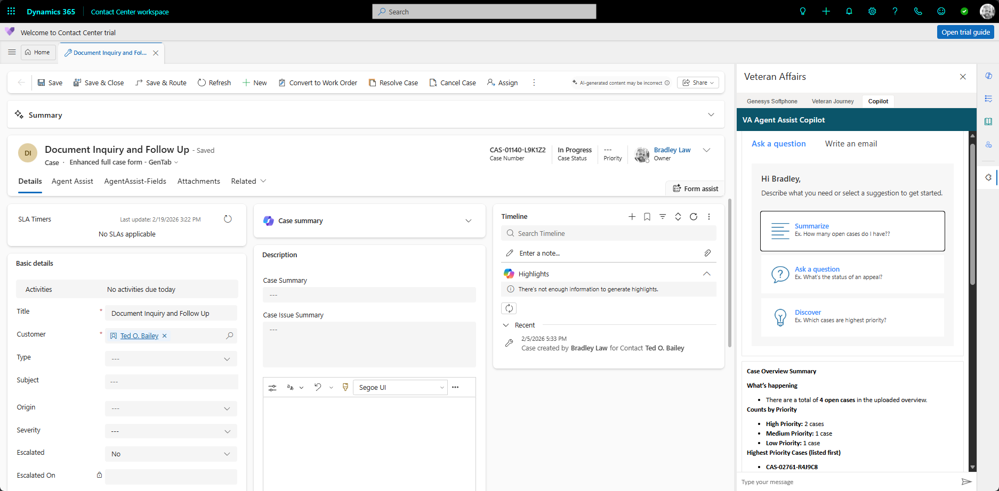 Dynamics 365
Contact Center workspace
Search
Welcome to Contact Center trial
Open trial guide
Home
Document Inquiry and Fol...
Save
Save & Close
Save & Route
Refresh
New
Convert to Work Order
Resolve Case
Cancel Case
Assign
AI-generated content may be incorrect
Share
Summary
DI
Document Inquiry and Follow Up - Saved
Case · Enhanced full case form - GenTab
CAS-01140-L9K1Z2
Case Number
In Progress
Case Status
---
Priority
Bradley Law
Owner
Details
Agent Assist
AgentAssist-Fields
Attachments
Related
Form assist
SLA Timers
Last update: 2/19/2026 3:22 PM
No SLAs applicable
Basic details
Activities
No activities due today
Title
*
Document Inquiry and Follow Up
Customer
*
Ted O. Bailey
Type
---
Subject
---
Origin
---
Severity
---
Escalated
No
Escalated On
Case summary
Description
Case Summary
---
Case Issue Summary
---
Segoe UI
Timeline
Search Timeline
Enter a note...
Highlights
There's not enough information to generate highlights.
Recent
2/5/2026 5:33 PM
Case created by Bradley Law for Contact Ted O. Bailey
Veteran Affairs
Genesys Softphone
Veteran Journey
Copilot
VA Agent Assist Copilot
Ask a question
Write an email
Hi Bradley,
Describe what you need or select a suggestion to get started.
Summarize
Ex. How many open cases do I have??
Ask a question
Ex. What's the status of an appeal?
Discover
Ex. Which cases are highest priority?
Case Overview Summary
What's happening
• There are a total of 4 open cases in the uploaded overview.
Counts by Priority
• High Priority: 2 cases
• Medium Priority: 1 case
• Low Priority: 1 case
Highest Priority Cases (listed first)
• CAS-02761-R4J9C8
Type your message